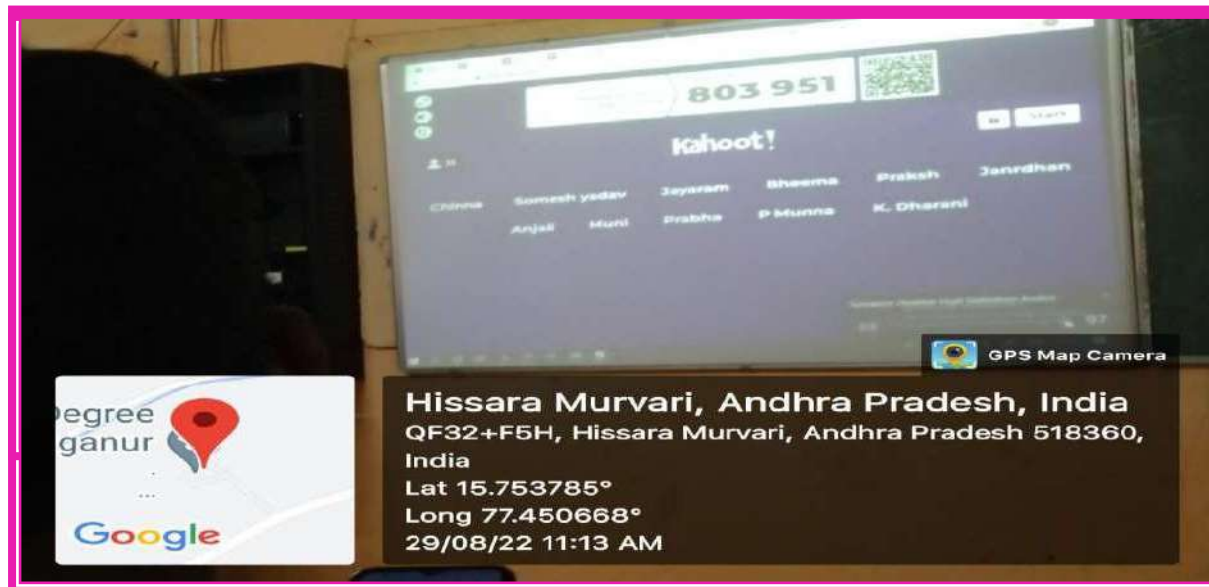 803 951
Kahoot!
Start
Chinna Somesh yadav Jayaram Bheema Praksh Janrdhan
Anjali Muni Prabha P Munna K. Dharani
GPS Map Camera
egree
ganur
Google
Hissara Murvari, Andhra Pradesh, India
QF32+F5H, Hissara Murvari, Andhra Pradesh 518360,
India
Lat 15.753785°
Long 77.450668°
29/08/22 11:13 AM